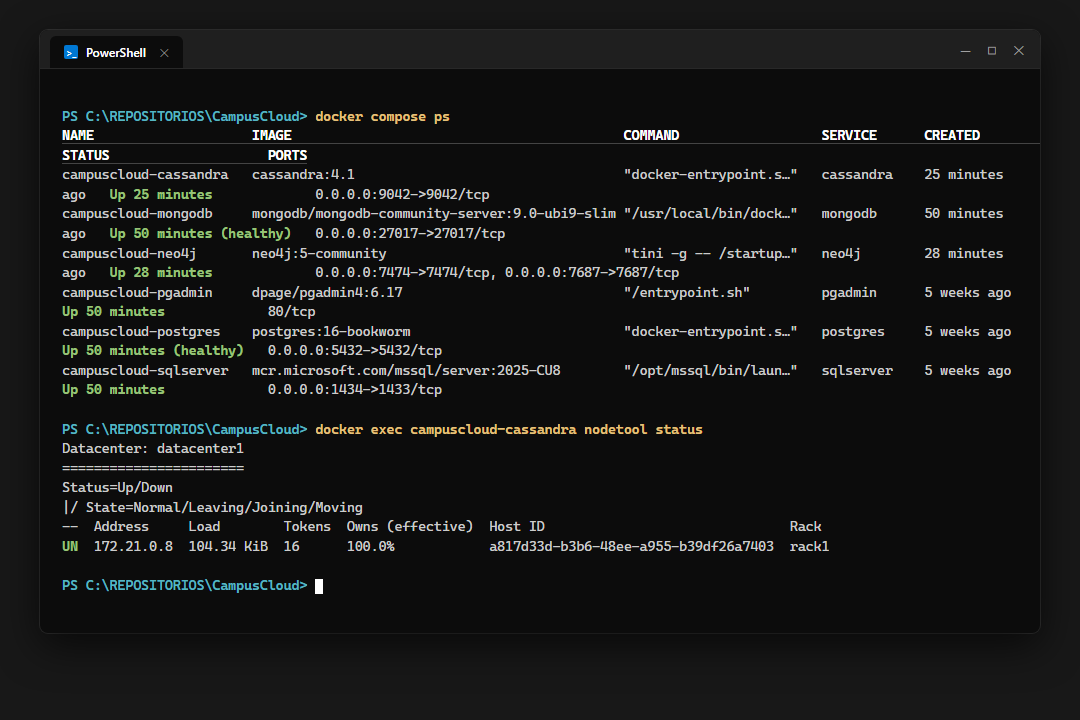 PowerShell
PS C:\REPOSITORIOS\CampusCloud> docker compose ps
NAME IMAGE COMMAND SERVICE CREATED
STATUS PORTS
campuscloud-cassandra cassandra:4.1 "docker-entrypoint.s…" cassandra 25 minutes
ago Up 25 minutes 0.0.0.0:9042->9042/tcp
campuscloud-mongodb mongodb/mongodb-community-server:9.0-ubi9-slim "/usr/local/bin/dock…" mongodb 50 minutes
ago Up 50 minutes (healthy) 0.0.0.0:27017->27017/tcp
campuscloud-neo4j neo4j:5-community "tini -g -- /startup…" neo4j 28 minutes
ago Up 28 minutes 0.0.0.0:7474->7474/tcp, 0.0.0.0:7687->7687/tcp
campuscloud-pgadmin dpage/pgadmin4:6.17 "/entrypoint.sh" pgadmin 5 weeks ago
Up 50 minutes 80/tcp
campuscloud-postgres postgres:16-bookworm "docker-entrypoint.s…" postgres 5 weeks ago
Up 50 minutes (healthy) 0.0.0.0:5432->5432/tcp
campuscloud-sqlserver mcr.microsoft.com/mssql/server:2025-CU8 "/opt/mssql/bin/laun…" sqlserver 5 weeks ago
Up 50 minutes 0.0.0.0:1434->1433/tcp
PS C:\REPOSITORIOS\CampusCloud> docker exec campuscloud-cassandra nodetool status
Datacenter: datacenter1
=======================
Status=Up/Down
|/ State=Normal/Leaving/Joining/Moving
-- Address Load Tokens Owns (effective) Host ID Rack
UN 172.21.0.8 104.34 KiB 16 100.0% a817d33d-b3b6-48ee-a955-b39df26a7403 rack1
PS C:\REPOSITORIOS\CampusCloud>